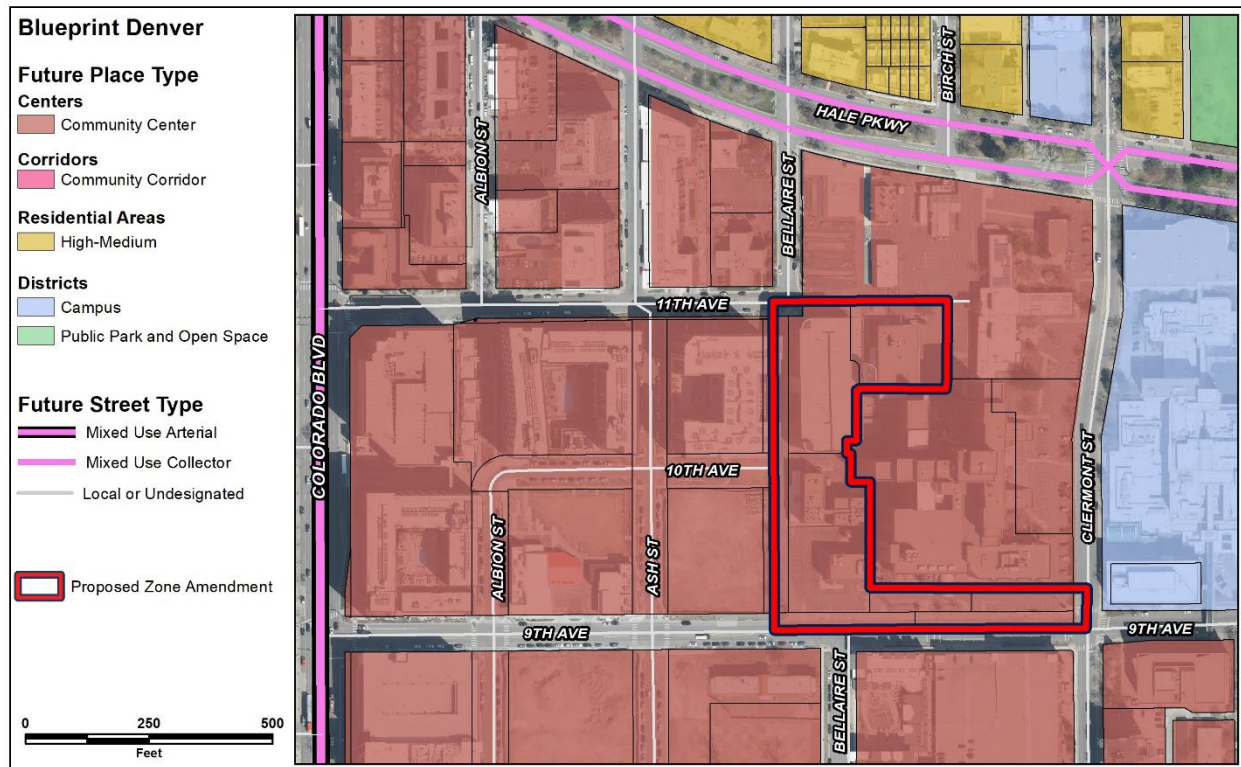 Blueprint Denver
Future Place Type
Centers
Community Center
Corridors
Community Corridor
Residential Areas
High-Medium
Districts
Campus
Public Park and Open Space
Future Street Type
Mixed Use Arterial
Mixed Use Collector
Local or Undesignated
Proposed Zone Amendment
0 250 500
Feet
BIRCH ST
HALE PKWY
ALBION ST
BELLAIRE ST
11TH AVE
COLORADO BLVD
10TH AVE
CLERMONT ST
ALBION ST
ASH ST
9TH AVE
9TH AVE
BELLAIRE ST